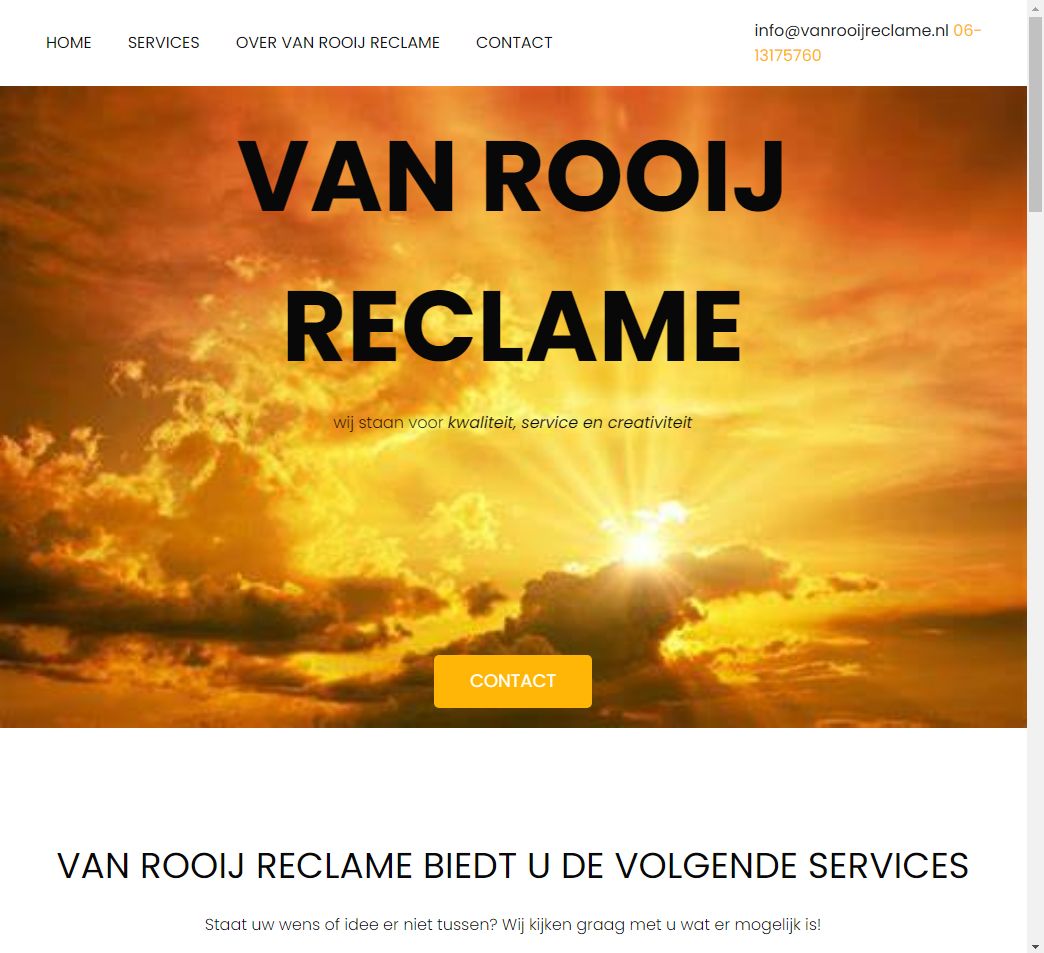 HOME SERVICES OVER VAN ROOIJ RECLAME CONTACT
info@vanrooijreclame.nl 06-
13175760
VAN ROOIJ
RECLAME
wij staan voor kwaliteit, service en creativiteit
CONTACT
VAN ROOIJ RECLAME BIEDT U DE VOLGENDE SERVICES
Staat uw wens of idee er niet tussen? Wij kijken graag met u wat er mogelijk is!